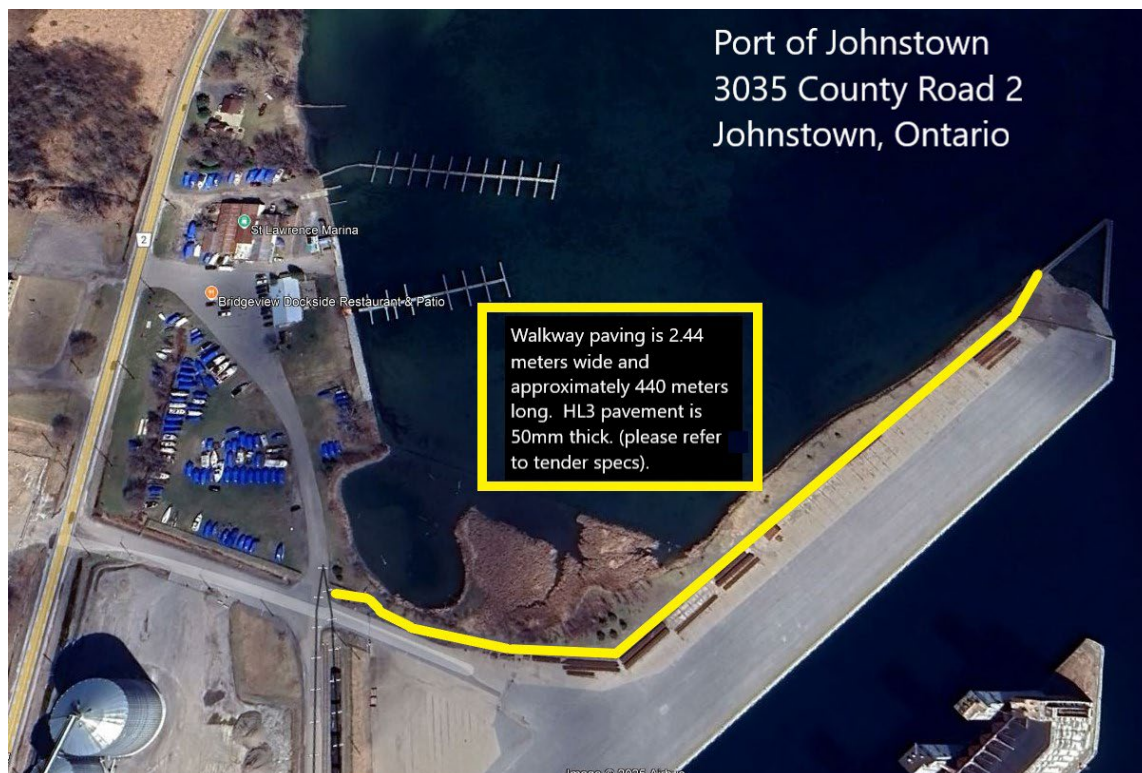 Port of Johnstown
3035 County Road 2
Johnstown, Ontario
St Lawrence Marina
2
Bridgeview Dockside Restaurant & Patio
Walkway paving is 2.44
meters wide and
approximately 440 meters
long. HL3 pavement is
50mm thick. (please refer
to tender specs).